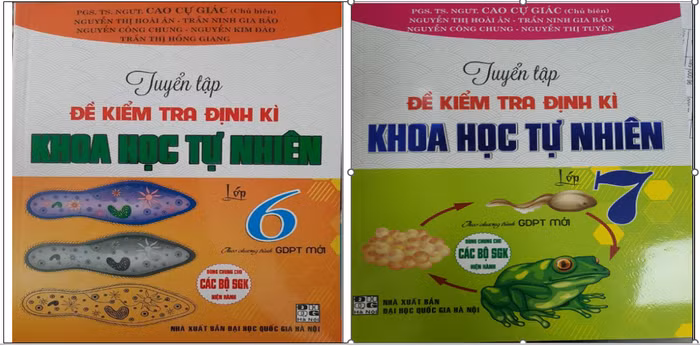 PGS. TS. NGƯT. CAO CỰ GIÁC (Chủ biên)
NGUYỄN THỊ HOÀI ÂN - TRẦN NINH GIA BẢO
NGUYỄN CÔNG CHUNG - NGUYỄN KIM ĐÀO
TRẦN THỊ HỒNG GIANG
Tuyển tập
ĐỀ KIỂM TRA ĐỊNH KÌ
KHOA HỌC TỰ NHIÊN
Lớp 6
Theo chương trình GDPT MỚI
DÙNG CHUNG CHO
CÁC BỘ SGK
HIỆN HÀNH
NHÀ XUẤT BẢN ĐẠI HỌC QUỐC GIA HÀ NỘI
PGS. TS. NGƯT. CAO CỰ GIÁC (Chủ biên)
NGUYỄN THỊ HOÀI ÂN - TRẦN NINH GIA BẢO
NGUYỄN CÔNG CHUNG - NGUYỄN THỊ TUYÊN
Tuyển tập
ĐỀ KIỂM TRA ĐỊNH KÌ
KHOA HỌC TỰ NHIÊN
Lớp 7
Theo chương trình GDPT MỚI
DÙNG CHUNG CHO
CÁC BỘ SGK
HIỆN HÀNH
NHÀ XUẤT BẢN
ĐẠI HỌC QUỐC GIA HÀ NỘI